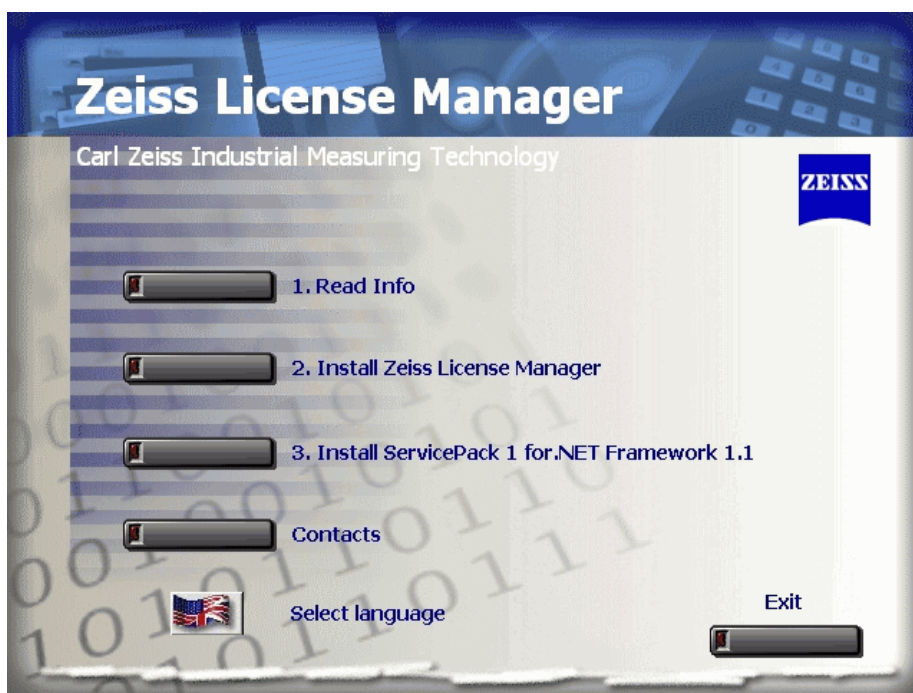 Zeiss License Manager
Carl Zeiss Industrial Measuring Technology
ZEISS
1. Read Info
2. Install Zeiss License Manager
3. Install ServicePack 1 for.NET Framework 1.1
Contacts
Select language
Exit